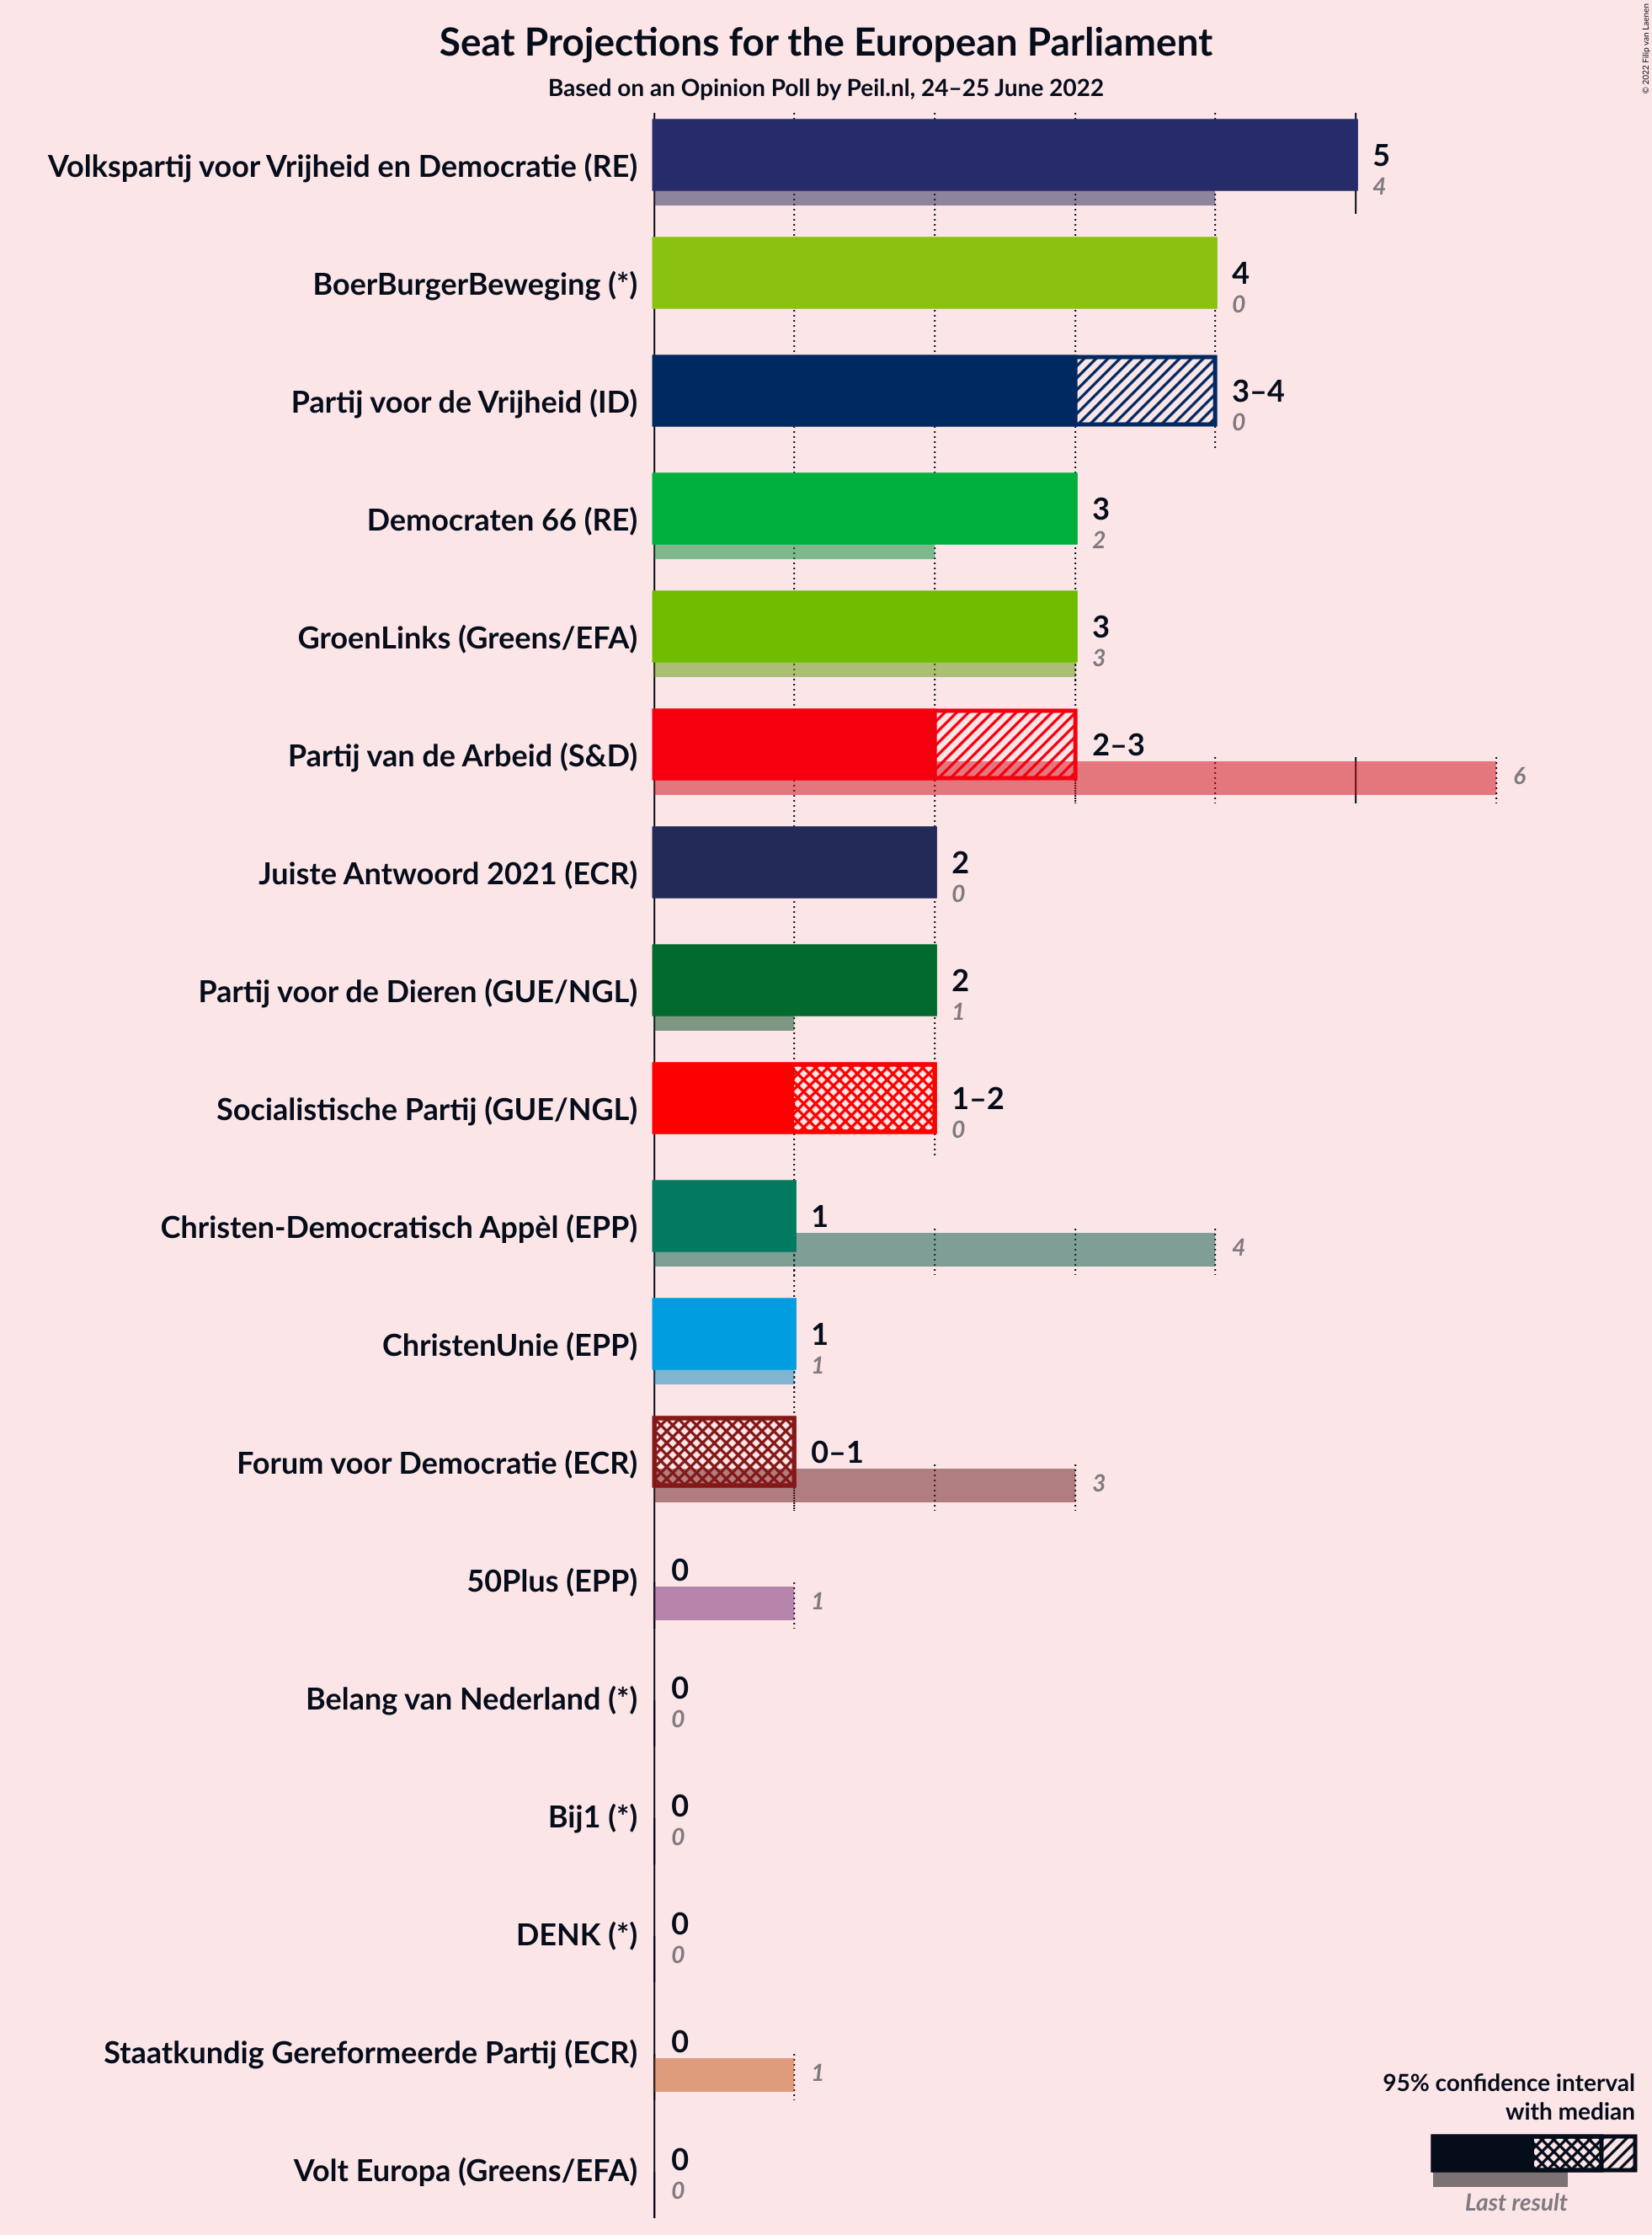 Seat Projections for the European Parliament
Based on an Opinion Poll by Peil.nl, 24–25 June 2022
© 2022 Filip van Laenen
Volkspartij voor Vrijheid en Democratie (RE)
5
4
BoerBurgerBeweging (*)
4
0
Partij voor de Vrijheid (ID)
3–4
0
Democraten 66 (RE)
3
2
GroenLinks (Greens/EFA)
3
3
Partij van de Arbeid (S&D)
2–3
6
Juiste Antwoord 2021 (ECR)
2
0
Partij voor de Dieren (GUE/NGL)
2
1
Socialistische Partij (GUE/NGL)
1–2
0
Christen-Democratisch Appèl (EPP)
1
4
ChristenUnie (EPP)
1
1
Forum voor Democratie (ECR)
0–1
3
50Plus (EPP)
0
1
Belang van Nederland (*)
0
0
Bij1 (*)
0
0
DENK (*)
0
0
Staatkundig Gereformeerde Partij (ECR)
0
1
Volt Europa (Greens/EFA)
0
0
95% confidence interval
with median
Last result